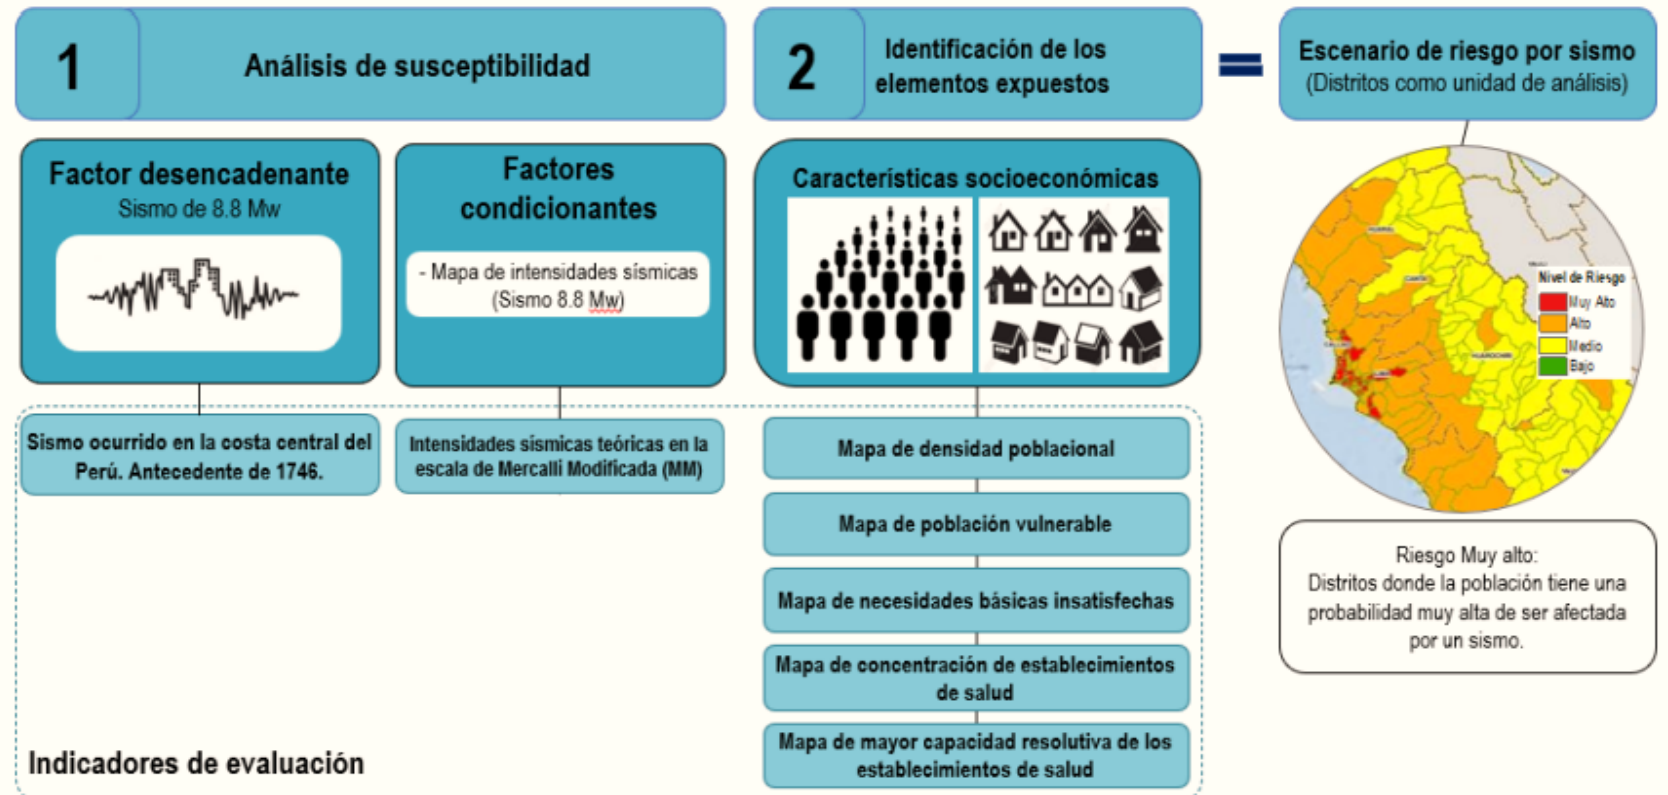 1
Análisis de susceptibilidad
2
Identificación de los
elementos expuestos
=
Escenario de riesgo por sismo
(Distritos como unidad de análisis)
Factor desencadenante
Sismo de 8.8 Mw
Factores
condicionantes
- Mapa de intensidades sísmicas
(Sismo 8.8 Mw)
Características socioeconómicas
Nivel de Riesgo
Muy Alto
Alto
Medio
Bajo
HUARAL
CANTA
CALLAO
LIMA
HUAROCHIRI
Sismo ocurrido en la costa central del
Perú. Antecedente de 1746.
Intensidades sísmicas teóricas en la
escala de Mercalli Modificada (MM)
Mapa de densidad poblacional
Mapa de población vulnerable
Mapa de necesidades básicas insatisfechas
Mapa de concentración de establecimientos
de salud
Mapa de mayor capacidad resolutiva de los
establecimientos de salud
Riesgo Muy alto:
Distritos donde la población tiene una
probabilidad muy alta de ser afectada
por un sismo.
Indicadores de evaluación